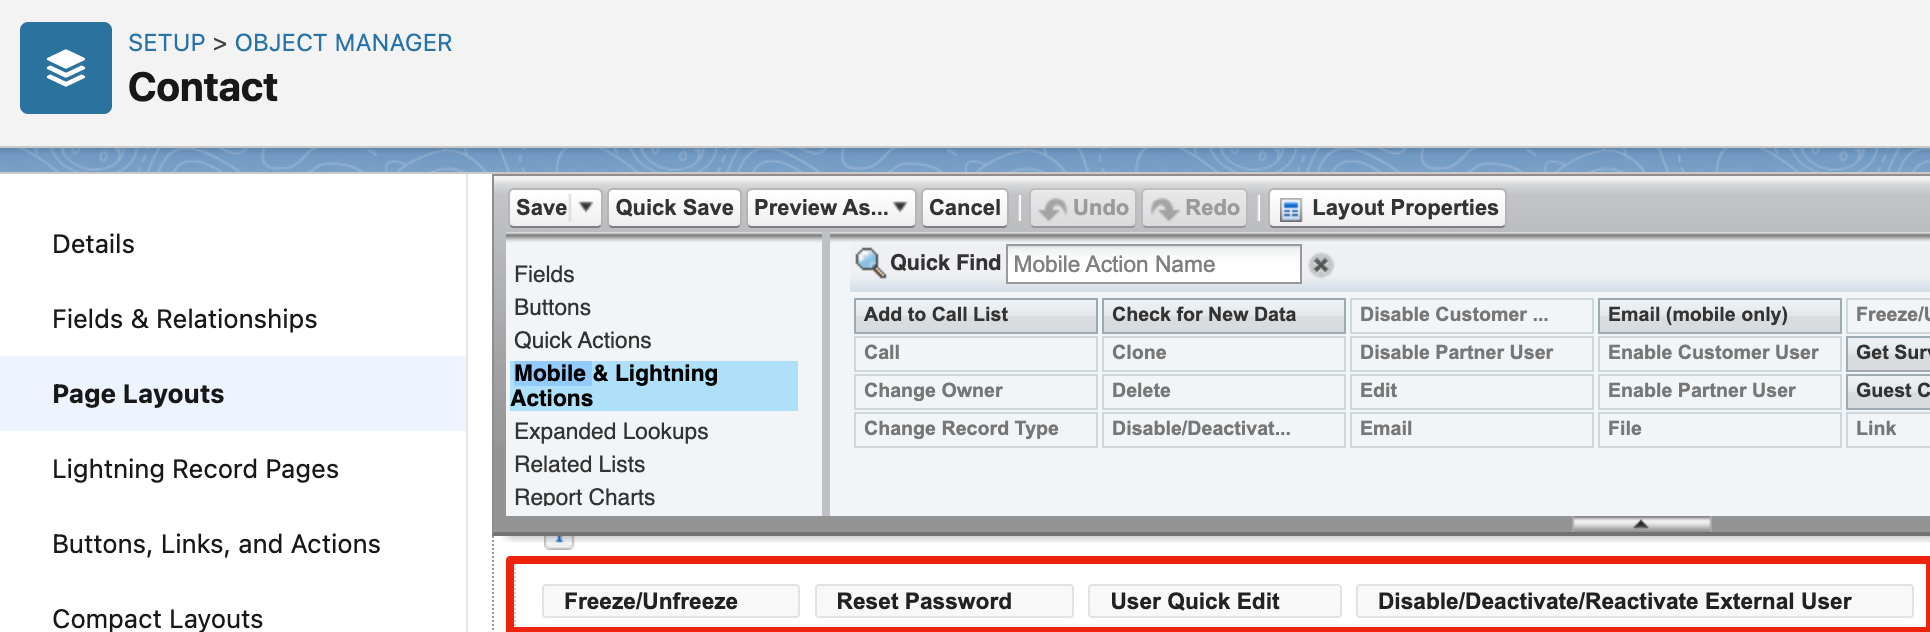 SETUP > OBJECT MANAGER
Contact
Details
Fields & Relationships
Page Layouts
Lightning Record Pages
Buttons, Links, and Actions
Compact Layouts
Save Quick Save Preview As... Cancel Undo Redo Layout Properties
Fields
Buttons
Quick Actions
Mobile & Lightning
Actions
Expanded Lookups
Related Lists
Report Charts
Quick Find Mobile Action Name
Add to Call List Check for New Data Disable Customer ... Email (mobile only) Freeze/U
Call Clone Disable Partner User Enable Customer User Get Surv
Change Owner Delete Edit Enable Partner User Guest C
Change Record Type Disable/Deactivat... Email File Link
Freeze/Unfreeze Reset Password User Quick Edit Disable/Deactivate/Reactivate External User